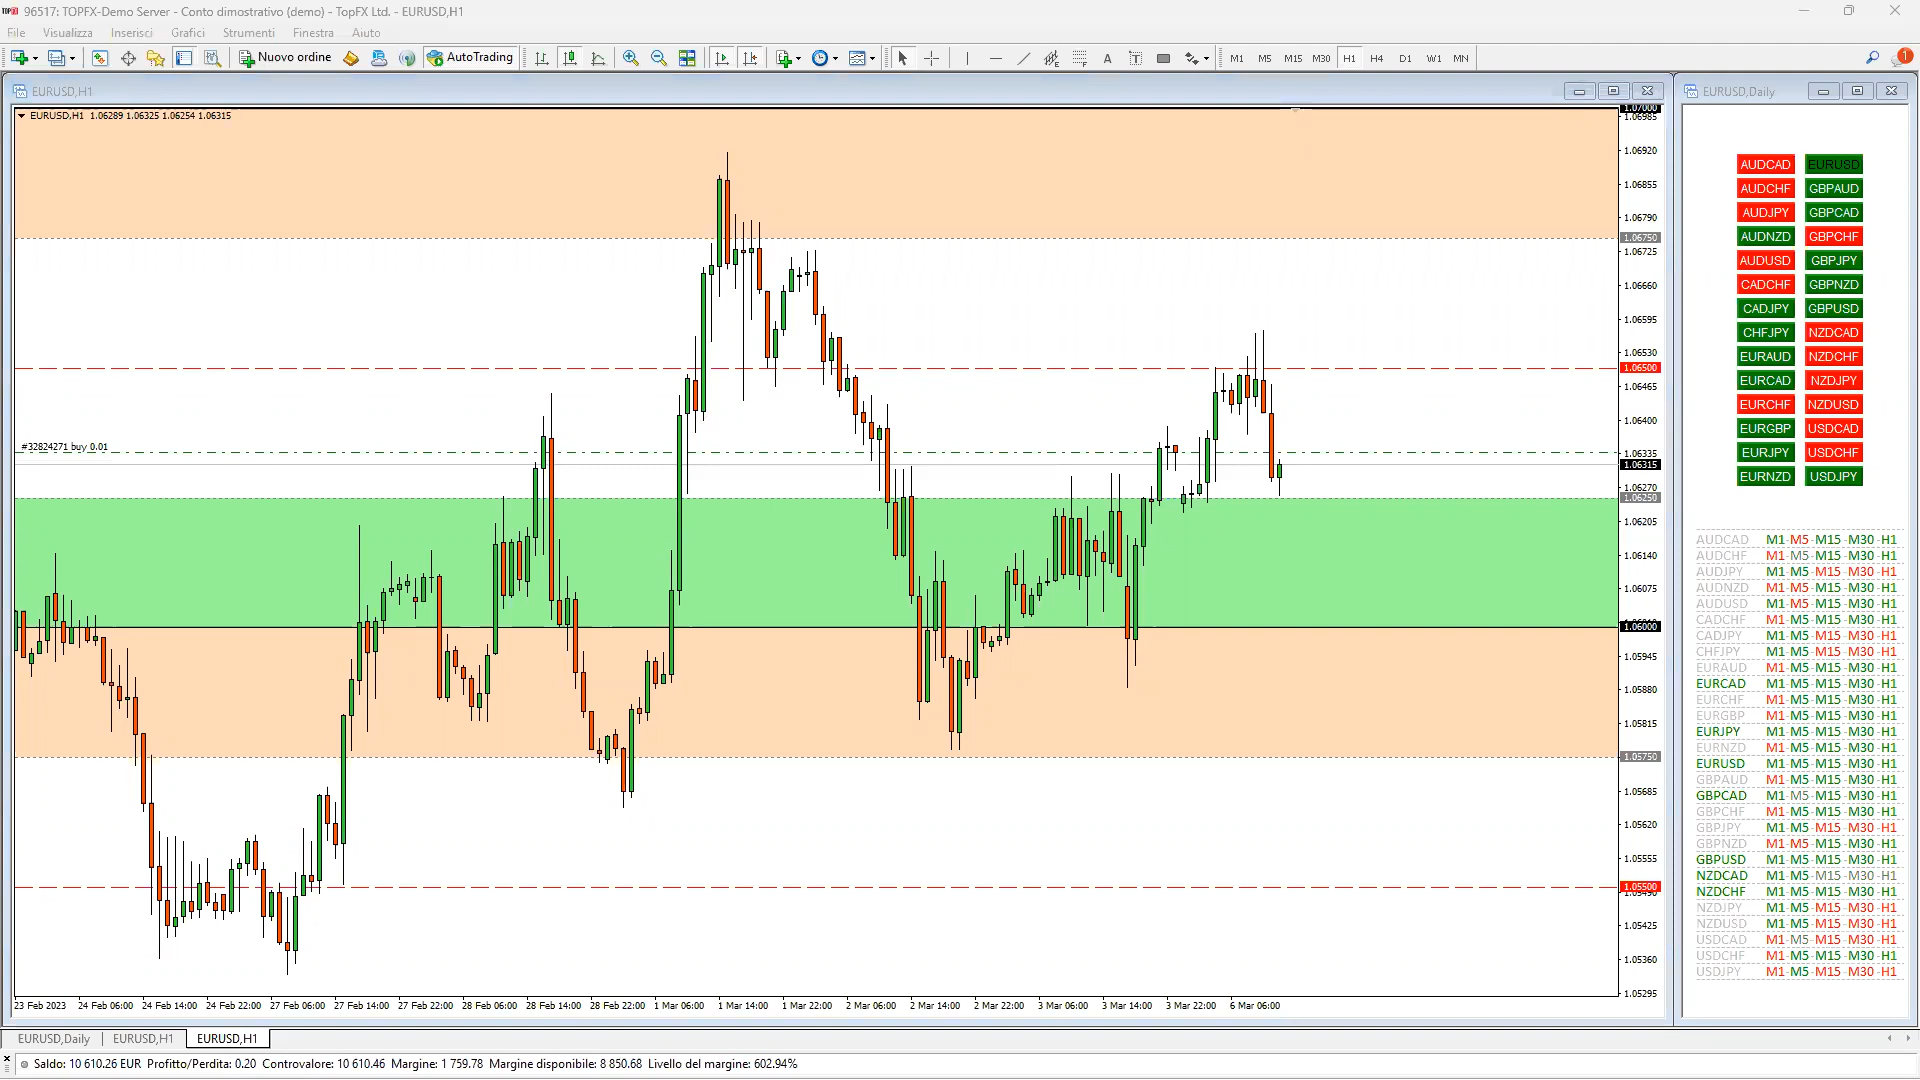 96517: TOPFX-Demo Server - Conto dimostrativo (demo) - TopFX Ltd. - EURUSD,H1
File Visualizza Inserisci Grafici Strumenti Finestra Aiuto
Nuovo ordine AutoTrading M1 M5 M15 M30 H1 H4 D1 W1 MN 1
EURUSD,H1
EURUSD,H1 1.06289 1.06325 1.06254 1.06315
1.07000
1.06985
1.06920
1.06855
1.06790
1.06750
1.06725
1.06660
1.06595
1.06530
1.06500
1.06465
1.06400
#32824271 buy 0.01
1.06335
1.06315
1.06270
1.06250
1.06205
1.06140
1.06075
1.06000
1.05945
1.05880
1.05815
1.05750
1.05685
1.05620
1.05555
1.05500
1.05490
1.05425
1.05360
1.05295
23 Feb 2023 24 Feb 06:00 24 Feb 14:00 24 Feb 22:00 27 Feb 06:00 27 Feb 14:00 27 Feb 22:00 28 Feb 06:00 28 Feb 14:00 28 Feb 22:00 1 Mar 06:00 1 Mar 14:00 1 Mar 22:00 2 Mar 06:00 2 Mar 14:00 2 Mar 22:00 3 Mar 06:00 3 Mar 14:00 3 Mar 22:00 6 Mar 06:00
EURUSD,Daily
AUDCAD EURUSD
AUDCHF GBPAUD
AUDJPY GBPCAD
AUDNZD GBPCHF
AUDUSD GBPJPY
CADCHF GBPNZD
CADJPY GBPUSD
CHFJPY NZDCAD
EURAUD NZDCHF
EURCAD NZDJPY
EURCHF NZDUSD
EURGBP USDCAD
EURJPY USDCHF
EURNZD USDJPY
AUDCAD M1-M5-M15-M30-H1
AUDCHF M1-M5-M15-M30-H1
AUDJPY M1-M5-M15-M30-H1
AUDNZD M1-M5-M15-M30-H1
AUDUSD M1-M5-M15-M30-H1
CADCHF M1-M5-M15-M30-H1
CADJPY M1-M5-M15-M30-H1
CHFJPY M1-M5-M15-M30-H1
EURAUD M1-M5-M15-M30-H1
EURCAD M1-M5-M15-M30-H1
EURCHF M1-M5-M15-M30-H1
EURGBP M1-M5-M15-M30-H1
EURJPY M1-M5-M15-M30-H1
EURNZD M1-M5-M15-M30-H1
EURUSD M1-M5-M15-M30-H1
GBPAUD M1-M5-M15-M30-H1
GBPCAD M1-M5-M15-M30-H1
GBPCHF M1-M5-M15-M30-H1
GBPJPY M1-M5-M15-M30-H1
GBPNZD M1-M5-M15-M30-H1
GBPUSD M1-M5-M15-M30-H1
NZDCAD M1-M5-M15-M30-H1
NZDCHF M1-M5-M15-M30-H1
NZDJPY M1-M5-M15-M30-H1
NZDUSD M1-M5-M15-M30-H1
USDCAD M1-M5-M15-M30-H1
USDCHF M1-M5-M15-M30-H1
USDJPY M1-M5-M15-M30-H1
EURUSD,Daily EURUSD,H1 EURUSD,H1
Saldo: 10 610.26 EUR Profitto/Perdita: 0.20 Controvalore: 10 610.46 Margine: 1 759.78 Margine disponibile: 8 850.68 Livello del margine: 602.94%